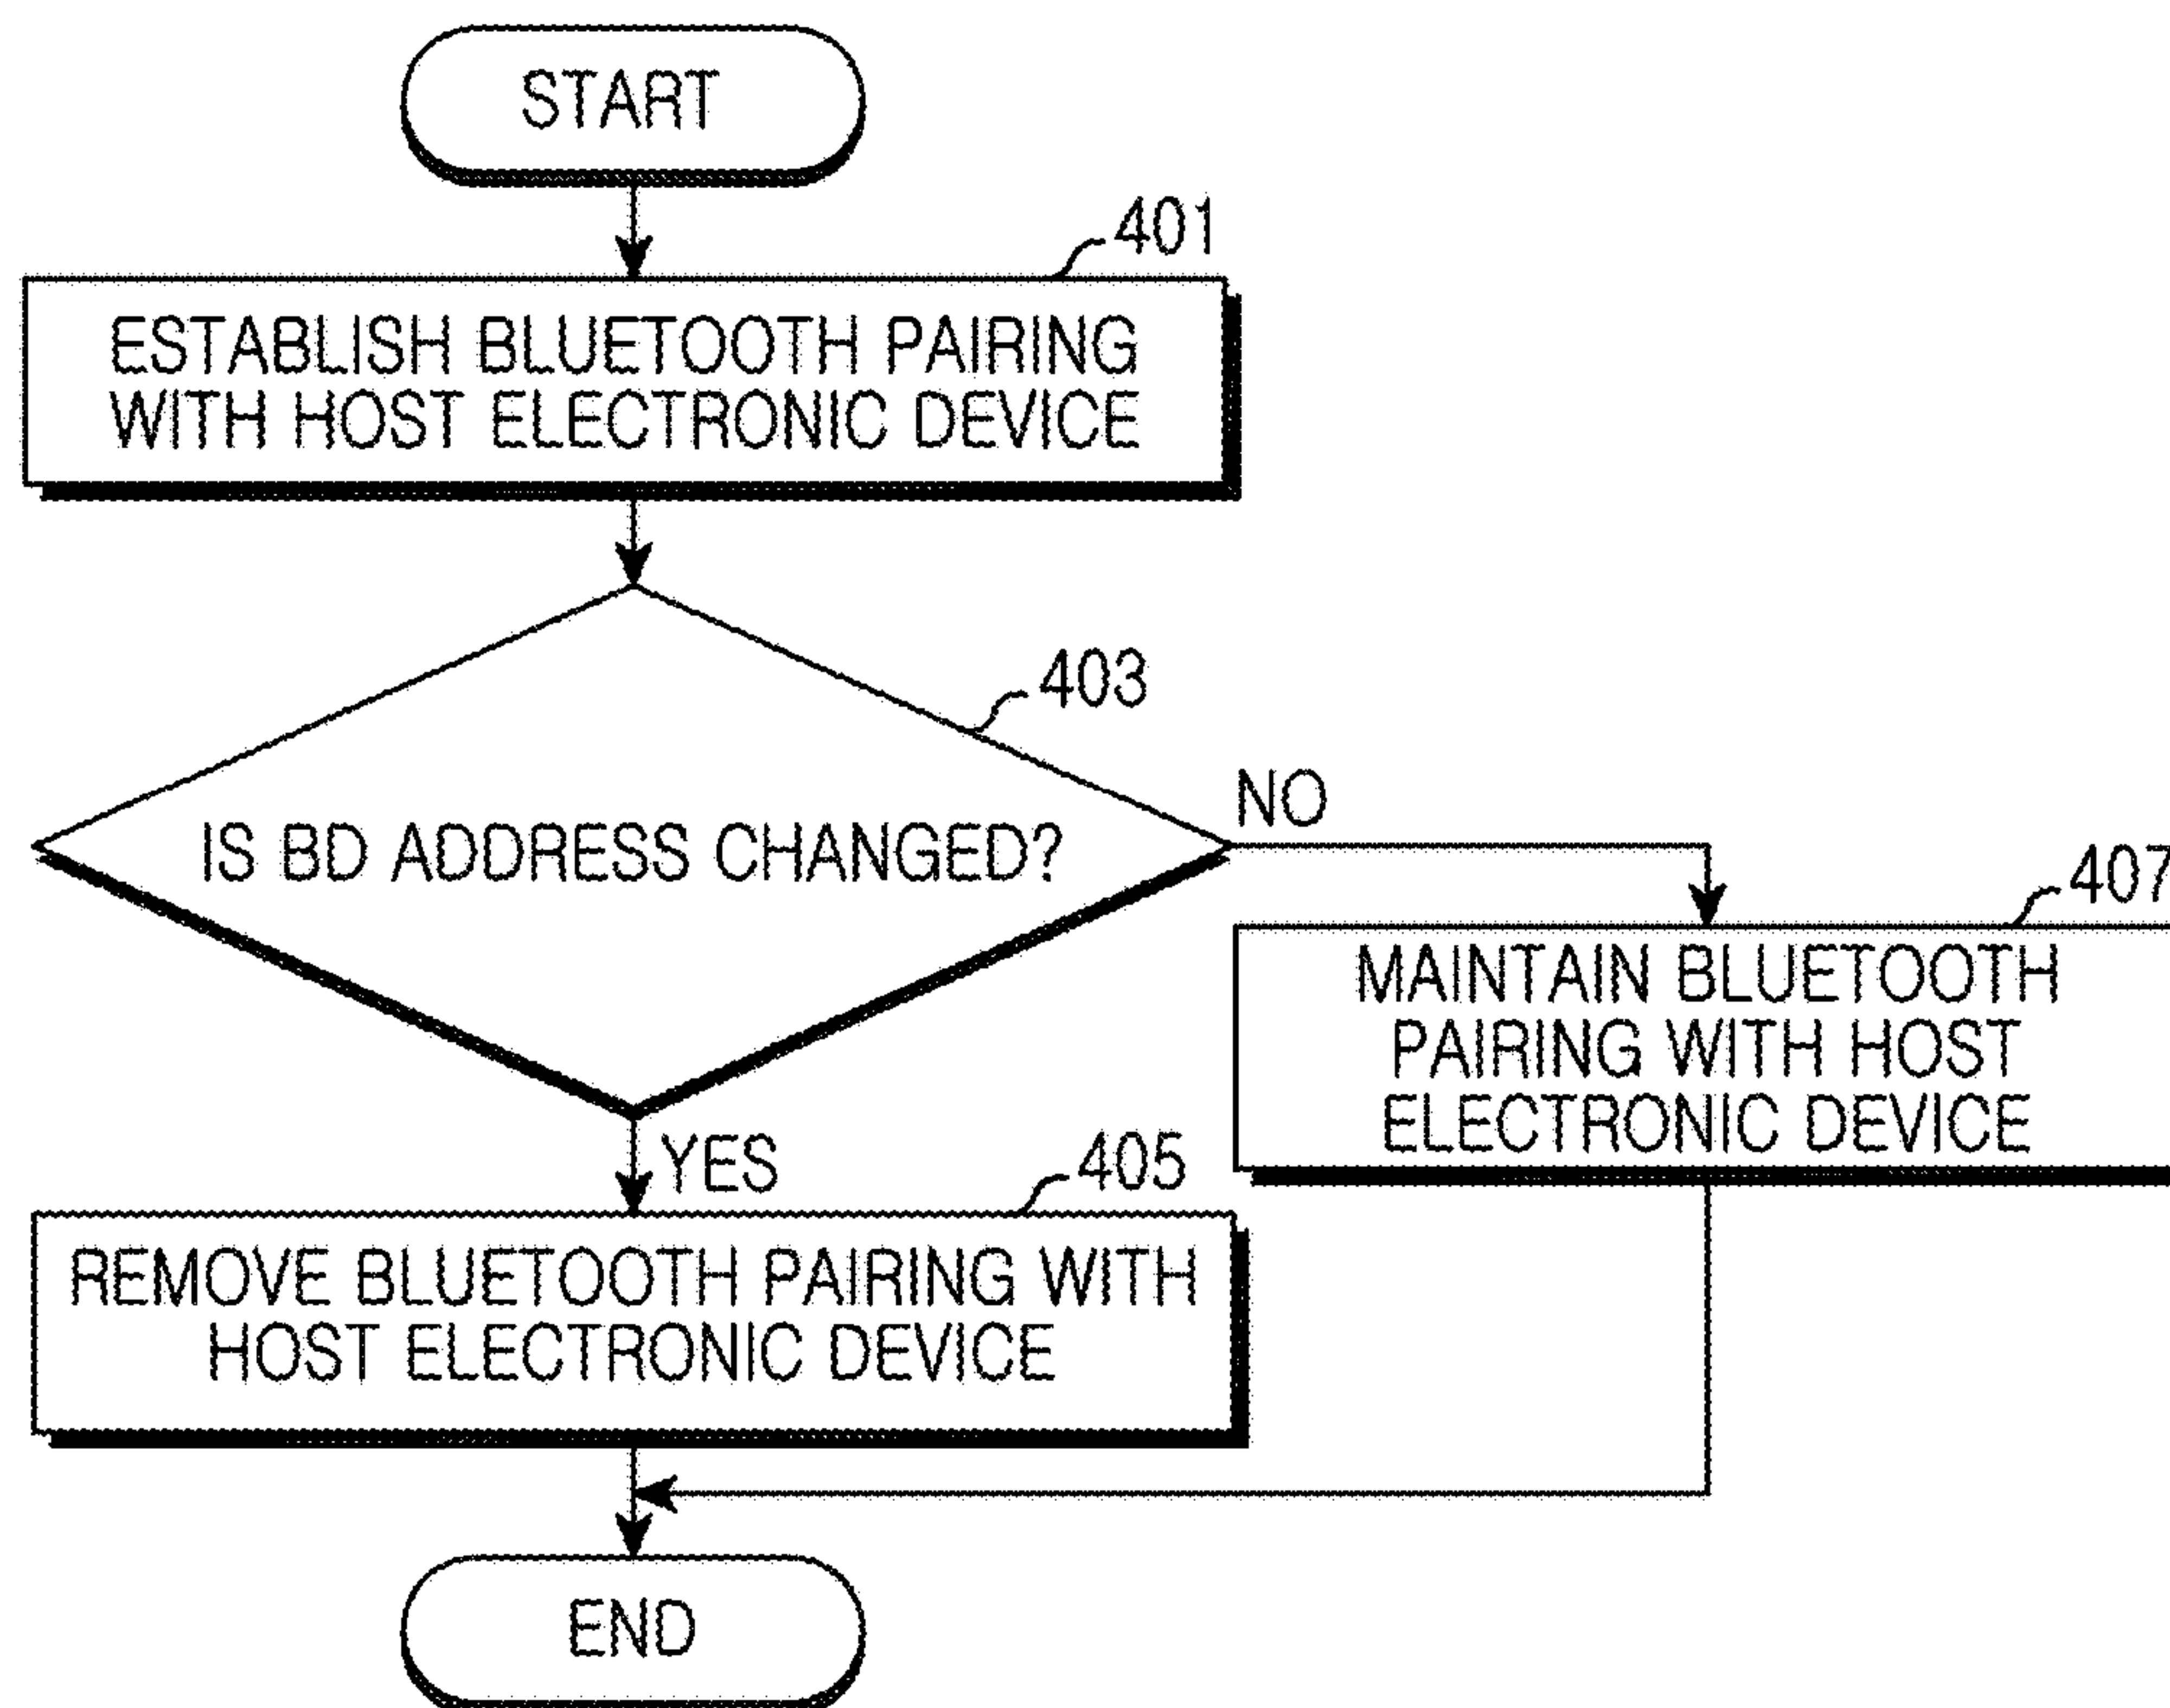 START
401
ESTABLISH BLUETOOTH PAIRING
WITH HOST ELECTRONIC DEVICE
403
IS BD ADDRESS CHANGED?
NO
407
MAINTAIN BLUETOOTH
PAIRING WITH HOST
ELECTRONIC DEVICE
YES
405
REMOVE BLUETOOTH PAIRING WITH
HOST ELECTRONIC DEVICE
END